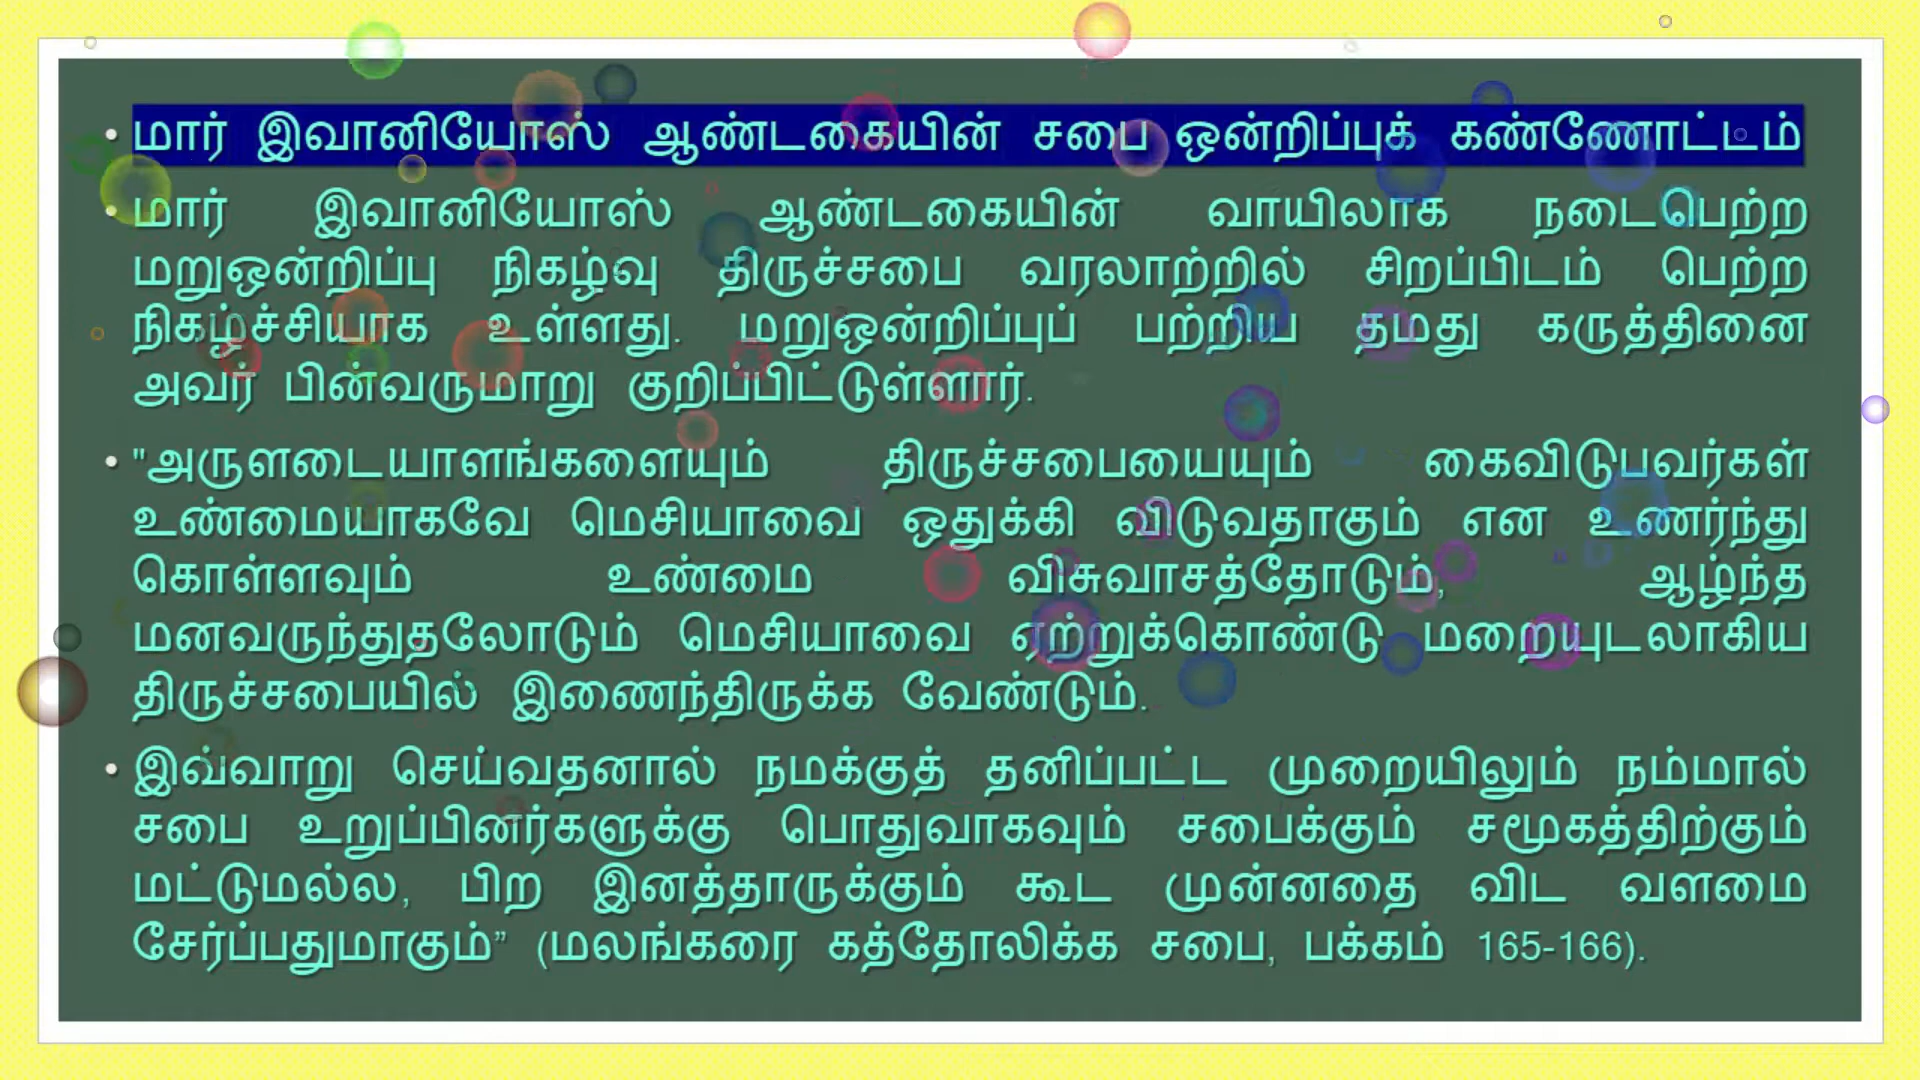 • மார் இவானியோஸ் ஆண்டகையின் சபை ஒன்றிப்புக் கண்ணோட்டம்
• மார் இவானியோஸ் ஆண்டகையின் வாயிலாக நடைபெற்ற
மறுஒன்றிப்பு நிகழ்வு திருச்சபை வரலாற்றில் சிறப்பிடம் பெற்ற
நிகழ்ச்சியாக உள்ளது. மறுஒன்றிப்புப் பற்றிய தமது கருத்தினை
அவர் பின்வருமாறு குறிப்பிட்டுள்ளார்.
• "அருளடையாளங்களையும் திருச்சபையையும் கைவிடுபவர்கள்
உண்மையாகவே மெசியாவை ஒதுக்கி விடுவதாகும் என உணர்ந்து
கொள்ளவும் உண்மை விசுவாசத்தோடும், ஆழ்ந்த
மனவருந்துதலோடும் மெசியாவை ஏற்றுக்கொண்டு மறையுடலாகிய
திருச்சபையில் இணைந்திருக்க வேண்டும்.
• இவ்வாறு செய்வதனால் நமக்குத் தனிப்பட்ட முறையிலும் நம்மால்
சபை உறுப்பினர்களுக்கு பொதுவாகவும் சபைக்கும் சமூகத்திற்கும்
மட்டுமல்ல, பிற இனத்தாருக்கும் கூட முன்னதை விட வளமை
சேர்ப்பதுமாகும்” (மலங்கரை கத்தோலிக்க சபை, பக்கம் 165-166).